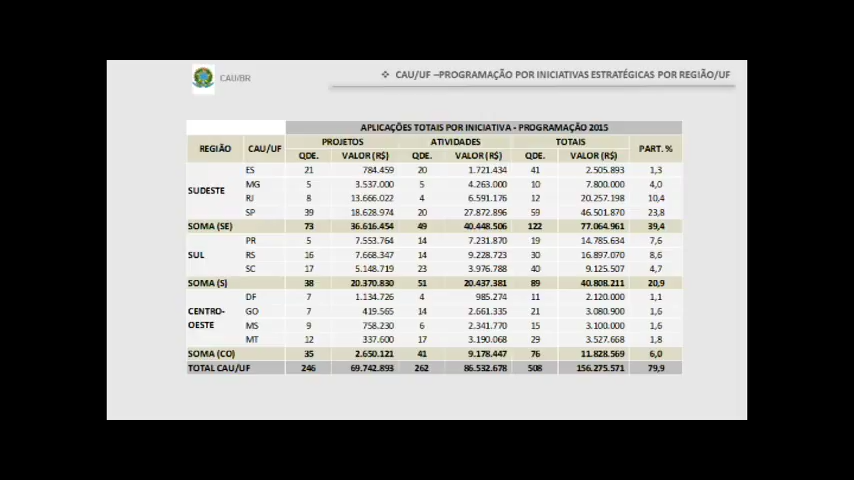 CAU/BR
❖ CAU/UF –PROGRAMAÇÃO POR INICIATIVAS ESTRATÉGICAS POR REGIÃO/UF
APLICAÇÕES TOTAIS POR INICIATIVA - PROGRAMAÇÃO 2015
REGIÃO CAU/UF PROJETOS ATIVIDADES TOTAIS PART. %
QDE. VALOR (R$) QDE. VALOR (R$) QDE. VALOR (R$)
SUDESTE
ES 21 784.459 20 1.721.434 41 2.505.893 1,3
MG 5 3.537.000 5 4.263.000 10 7.800.000 4,0
RJ 8 13.666.022 4 6.591.176 12 20.257.198 10,4
SP 39 18.628.974 20 27.872.896 59 46.501.870 23,8
SOMA (SE) 73 36.616.454 49 40.448.506 122 77.064.961 39,4
SUL
PR 5 7.553.764 14 7.231.870 19 14.785.634 7,6
RS 16 7.668.347 14 9.228.723 30 16.897.070 8,6
SC 17 5.148.719 23 3.976.788 40 9.125.507 4,7
SOMA (S) 38 20.370.830 51 20.437.381 89 40.808.211 20,9
CENTRO-
OESTE
DF 7 1.134.726 4 985.274 11 2.120.000 1,1
GO 7 419.565 14 2.661.335 21 3.080.900 1,6
MS 9 758.230 6 2.341.770 15 3.100.000 1,6
MT 12 337.600 17 3.190.068 29 3.527.668 1,8
SOMA (CO) 35 2.650.121 41 9.178.447 76 11.828.569 6,0
TOTAL CAU/UF 246 69.742.893 262 86.532.678 508 156.275.571 79,9